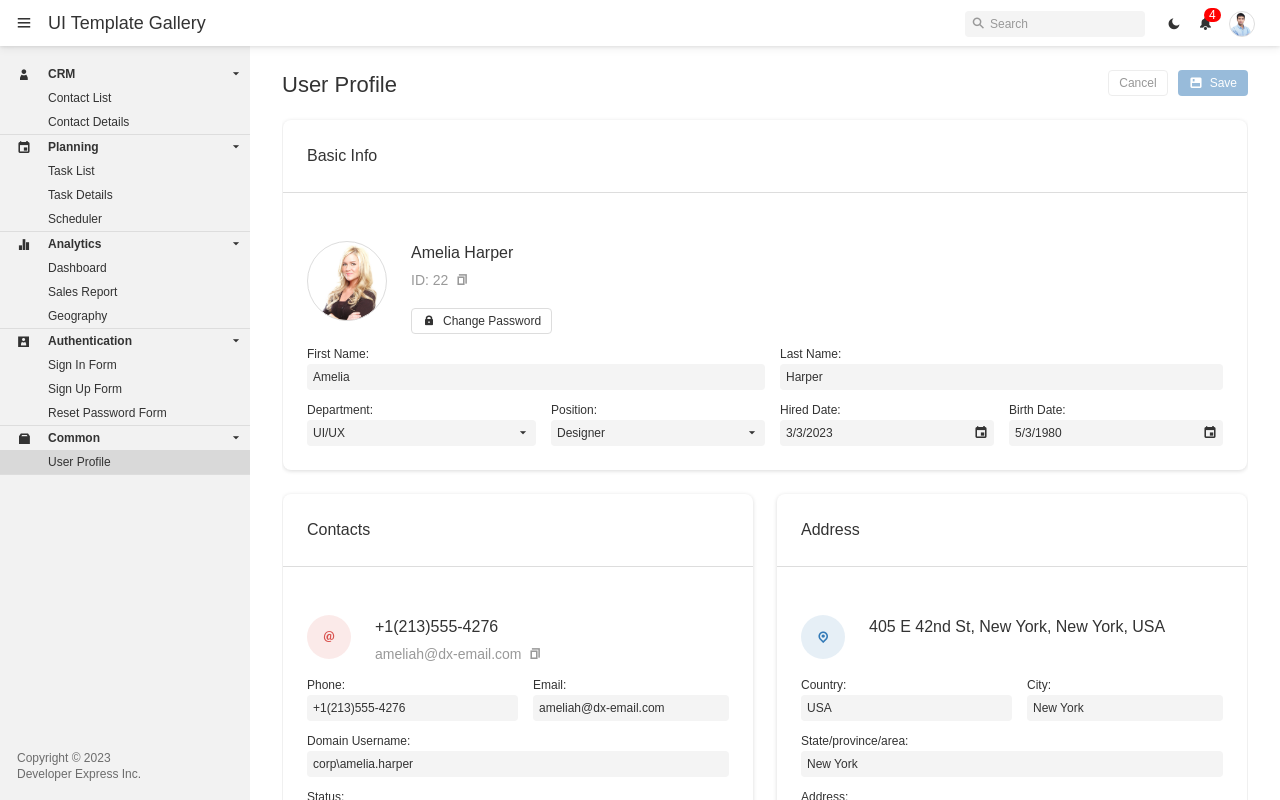 UI Template Gallery
Search
4
CRM
Contact List
Contact Details
Planning
Task List
Task Details
Scheduler
Analytics
Dashboard
Sales Report
Geography
Authentication
Sign In Form
Sign Up Form
Reset Password Form
Common
User Profile
Copyright © 2023
Developer Express Inc.
User Profile
Cancel
Save
Basic Info
Amelia Harper
ID: 22
Change Password
First Name:
Amelia
Last Name:
Harper
Department:
UI/UX
Position:
Designer
Hired Date:
3/3/2023
Birth Date:
5/3/1980
Contacts
@
+1(213)555-4276
ameliah@dx-email.com
Phone:
+1(213)555-4276
Email:
ameliah@dx-email.com
Domain Username:
corp\amelia.harper
Status:
Address
405 E 42nd St, New York, New York, USA
Country:
USA
City:
New York
State/province/area:
New York
Address: